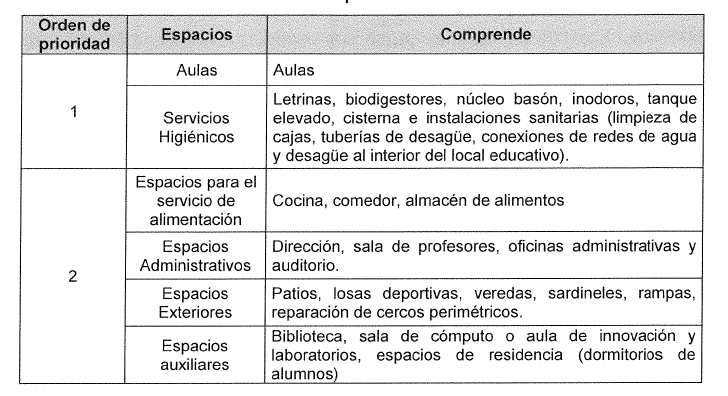 Orden de prioridad
Espacios
Comprende
1
Aulas
Aulas
Servicios
Higiénicos
Letrinas, biodigestores, núcleo basón, inodoros, tanque
elevado, cisterna e instalaciones sanitarias (limpieza de
cajas, tuberías de desagüe, conexiones de redes de agua
y desagüe al interior del local educativo).
2
Espacios para el
servicio de
alimentación
Cocina, comedor, almacén de alimentos
Espacios
Administrativos
Dirección, sala de profesores, oficinas administrativas y
auditorio.
Espacios
Exteriores
Patios, losas deportivas, veredas, sardineles, rampas,
reparación de cercos perimétricos.
Espacios
auxiliares
Biblioteca, sala de cómputo o aula de innovación y
laboratorios, espacios de residencia (dormitorios de
alumnos)